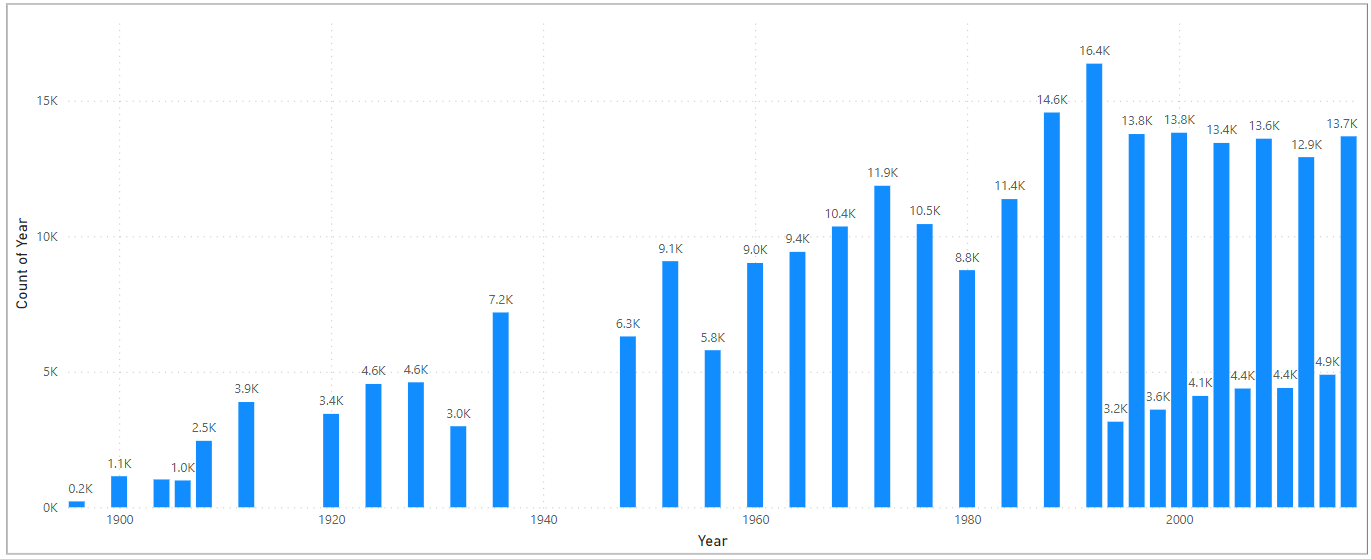 16.4K
15K
14.6K
13.8K
13.8K
13.4K
13.6K
12.9K
13.7K
11.9K
11.4K
10.4K
10.5K
10K
9.1K
9.0K
9.4K
8.8K
7.2K
6.3K
5.8K
5K
4.6K
4.6K
3.9K
3.4K
3.0K
2.5K
1.1K
1.0K
0.2K
3.2K
3.6K
4.1K
4.4K
4.4K
4.9K
0K
Count of Year
1900
1920
1940
1960
1980
2000
Year